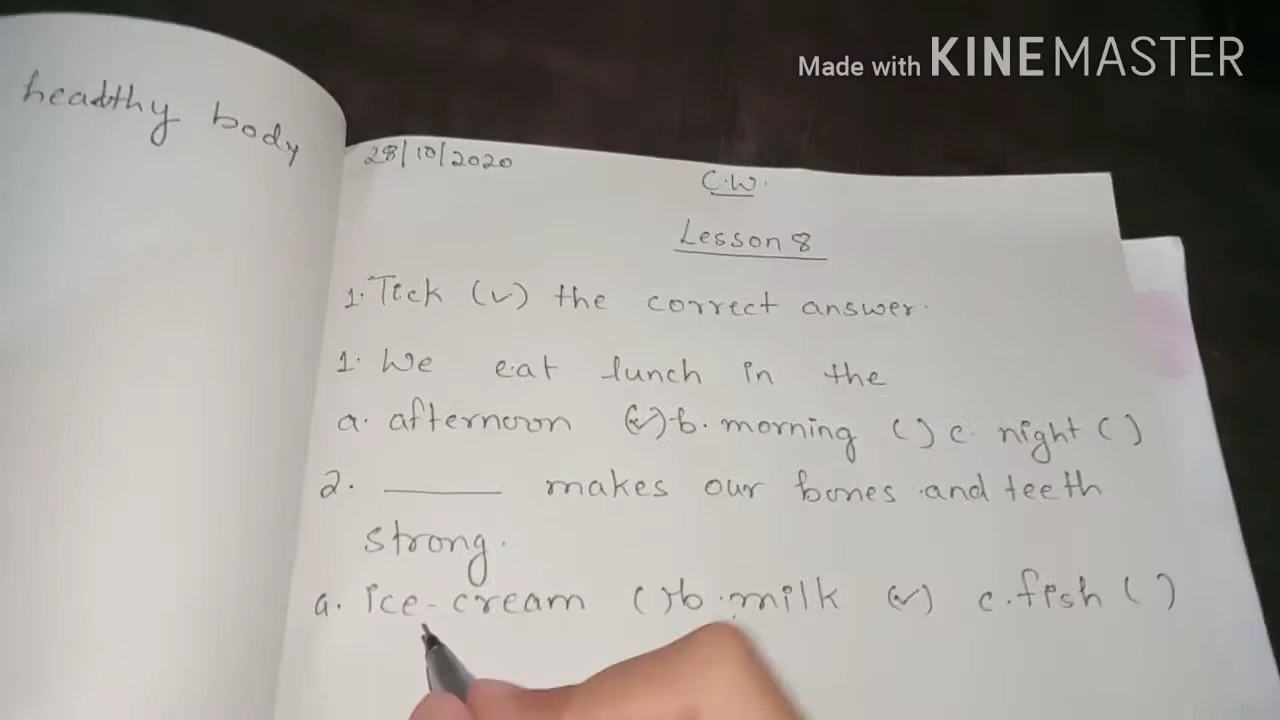 Made with KINEMASTER
healthy body
28/10/2020
C.W.
Lesson 8
1. Tick (✓) the correct answer.
1. We eat lunch in the
a. afternoon (✓) b. morning ( ) c. night ( )
2. ______ makes our bones and teeth
strong.
a. ice-cream ( ) b. milk (✓) c. fish ( )